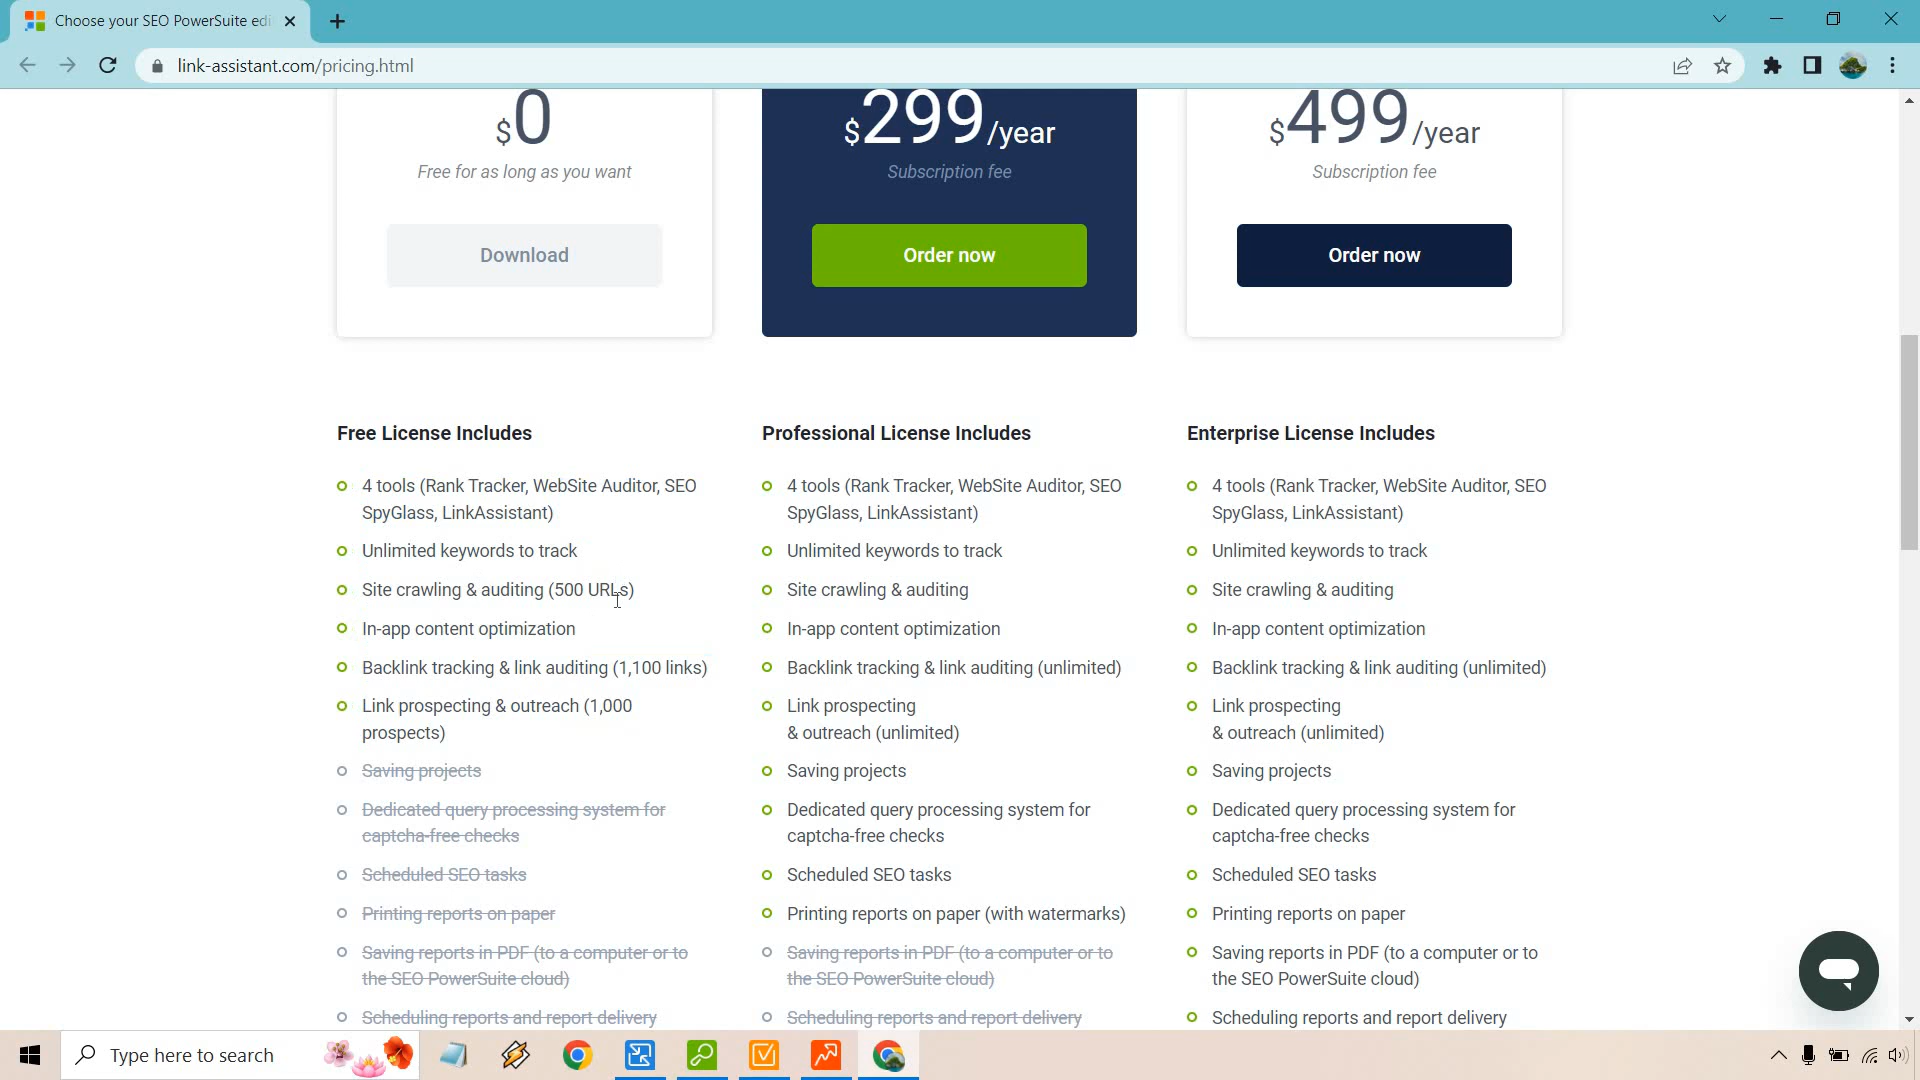 Choose your SEO PowerSuite edi
link-assistant.com/pricing.html
$0
$299/year
$499/year
Free for as long as you want
Subscription fee
Subscription fee
Download
Order now
Order now
Free License Includes
4 tools (Rank Tracker, WebSite Auditor, SEO
SpyGlass, LinkAssistant)
Unlimited keywords to track
Site crawling & auditing (500 URLs)
In-app content optimization
Backlink tracking & link auditing (1,100 links)
Link prospecting & outreach (1,000
prospects)
Saving projects
Dedicated query processing system for
captcha-free checks
Scheduled SEO tasks
Printing reports on paper
Saving reports in PDF (to a computer or to
the SEO PowerSuite cloud)
Scheduling reports and report delivery
Professional License Includes
4 tools (Rank Tracker, WebSite Auditor, SEO
SpyGlass, LinkAssistant)
Unlimited keywords to track
Site crawling & auditing
In-app content optimization
Backlink tracking & link auditing (unlimited)
Link prospecting
& outreach (unlimited)
Saving projects
Dedicated query processing system for
captcha-free checks
Scheduled SEO tasks
Printing reports on paper (with watermarks)
Saving reports in PDF (to a computer or to
the SEO PowerSuite cloud)
Scheduling reports and report delivery
Enterprise License Includes
4 tools (Rank Tracker, WebSite Auditor, SEO
SpyGlass, LinkAssistant)
Unlimited keywords to track
Site crawling & auditing
In-app content optimization
Backlink tracking & link auditing (unlimited)
Link prospecting
& outreach (unlimited)
Saving projects
Dedicated query processing system for
captcha-free checks
Scheduled SEO tasks
Printing reports on paper
Saving reports in PDF (to a computer or to
the SEO PowerSuite cloud)
Scheduling reports and report delivery
Type here to search